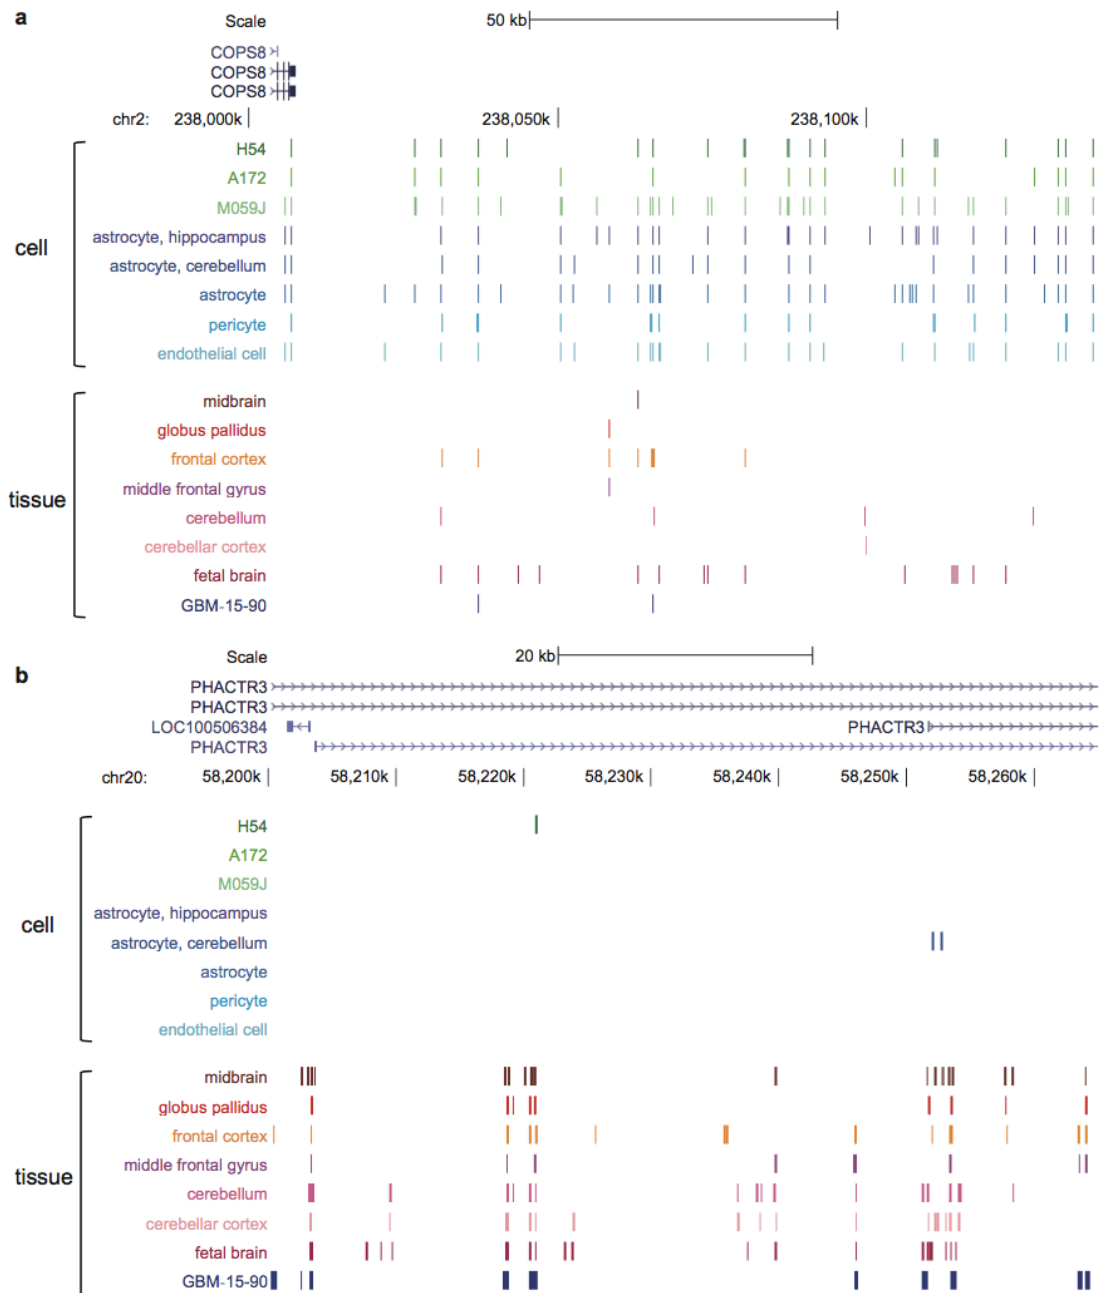 a
Scale 50 kb
COPS8
COPS8
COPS8
chr2: 238,000k 238,050k 238,100k
cell
H54
A172
M059J
astrocyte, hippocampus
astrocyte, cerebellum
astrocyte
pericyte
endothelial cell
tissue
midbrain
globus pallidus
frontal cortex
middle frontal gyrus
cerebellum
cerebellar cortex
fetal brain
GBM-15-90
b
Scale 20 kb
PHACTR3
PHACTR3
LOC100506384 PHACTR3
PHACTR3
chr20: 58,200k 58,210k 58,220k 58,230k 58,240k 58,250k 58,260k
cell
H54
A172
M059J
astrocyte, hippocampus
astrocyte, cerebellum
astrocyte
pericyte
endothelial cell
tissue
midbrain
globus pallidus
frontal cortex
middle frontal gyrus
cerebellum
cerebellar cortex
fetal brain
GBM-15-90